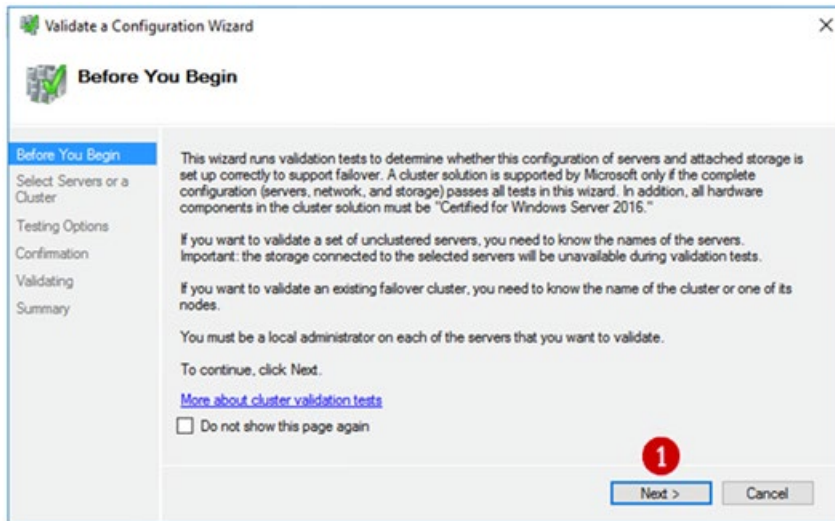 Validate a Configuration Wizard
Before You Begin
Before You Begin
Select Servers or a
Cluster
Testing Options
Confirmation
Validating
Summary
This wizard runs validation tests to determine whether this configuration of servers and attached storage is
set up correctly to support failover. A cluster solution is supported by Microsoft only if the complete
configuration (servers, network, and storage) passes all tests in this wizard. In addition, all hardware
components in the cluster solution must be "Certified for Windows Server 2016."
If you want to validate a set of unclustered servers, you need to know the names of the servers.
Important: the storage connected to the selected servers will be unavailable during validation tests.
If you want to validate an existing failover cluster, you need to know the name of the cluster or one of its
nodes.
You must be a local administrator on each of the servers that you want to validate.
To continue, click Next.
More about cluster validation tests
Do not show this page again
1
Next >
Cancel